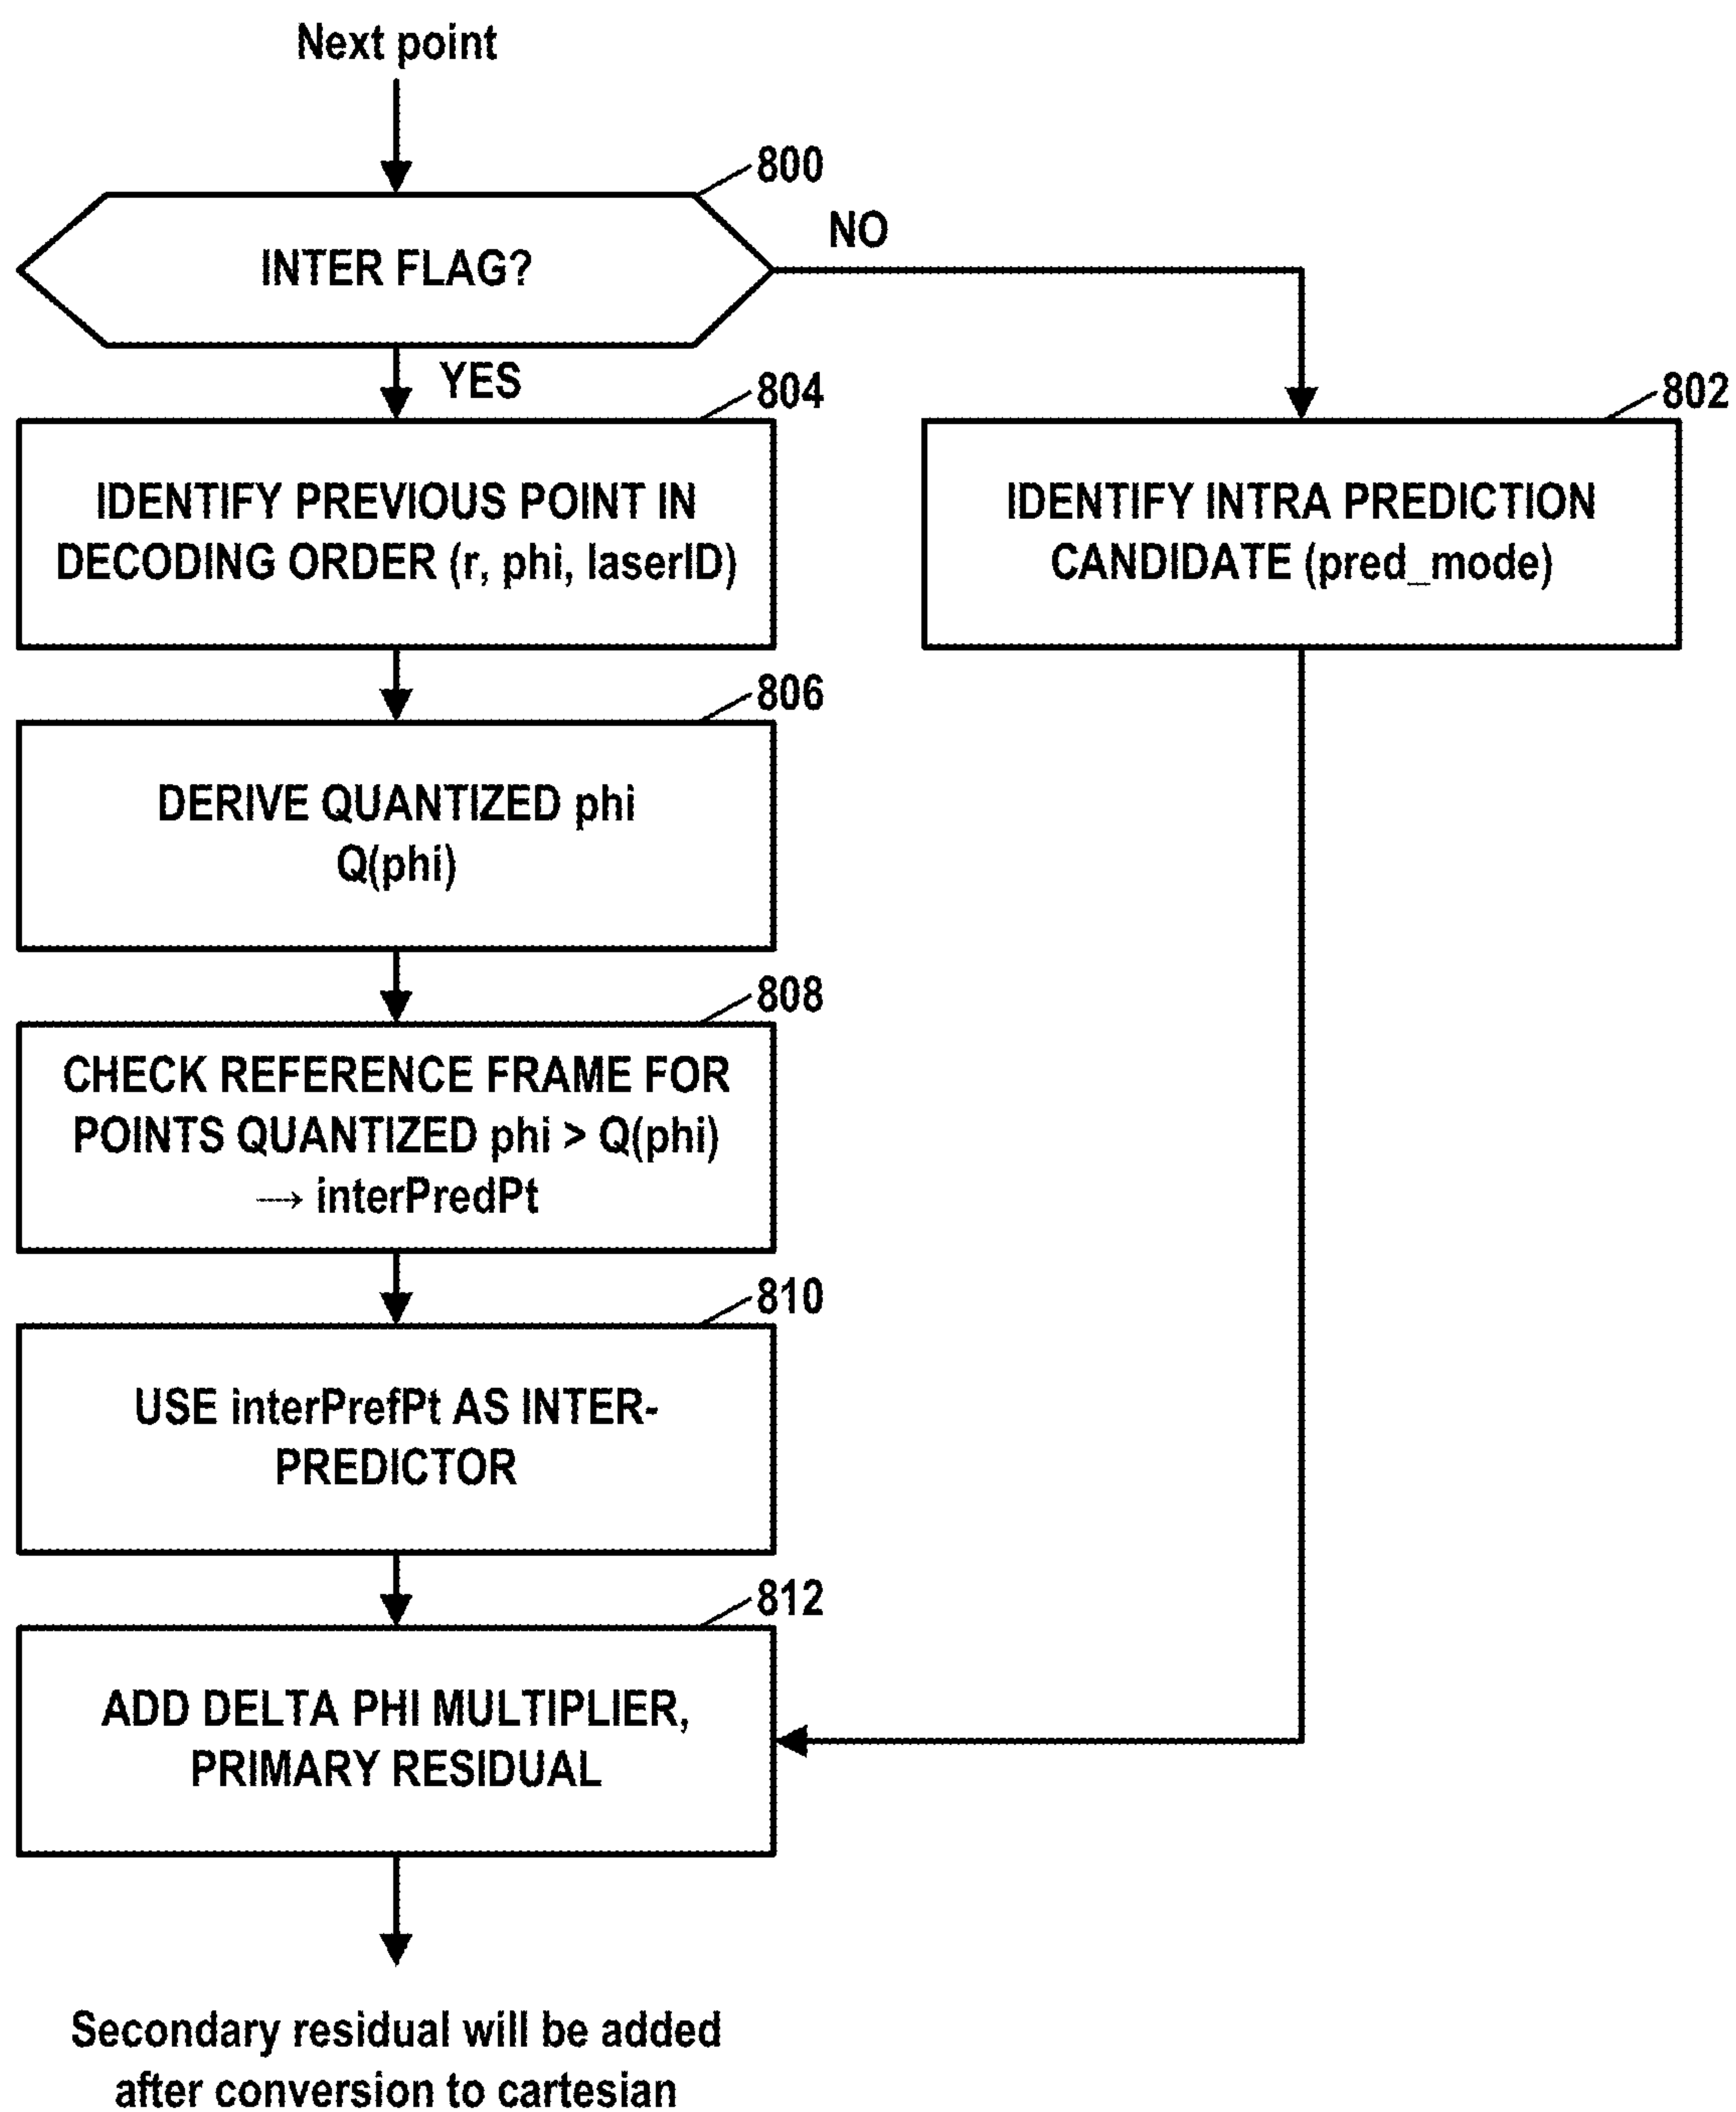 Next point
800
INTER FLAG?
NO
YES
804
IDENTIFY PREVIOUS POINT IN
DECODING ORDER (r, phi, laserID)
802
IDENTIFY INTRA PREDICTION
CANDIDATE (pred_mode)
806
DERIVE QUANTIZED phi
Q(phi)
808
CHECK REFERENCE FRAME FOR
POINTS QUANTIZED phi > Q(phi)
→ interPredPt
810
USE interPrefPt AS INTER-
PREDICTOR
812
ADD DELTA PHI MULTIPLIER,
PRIMARY RESIDUAL
Secondary residual will be added
after conversion to cartesian